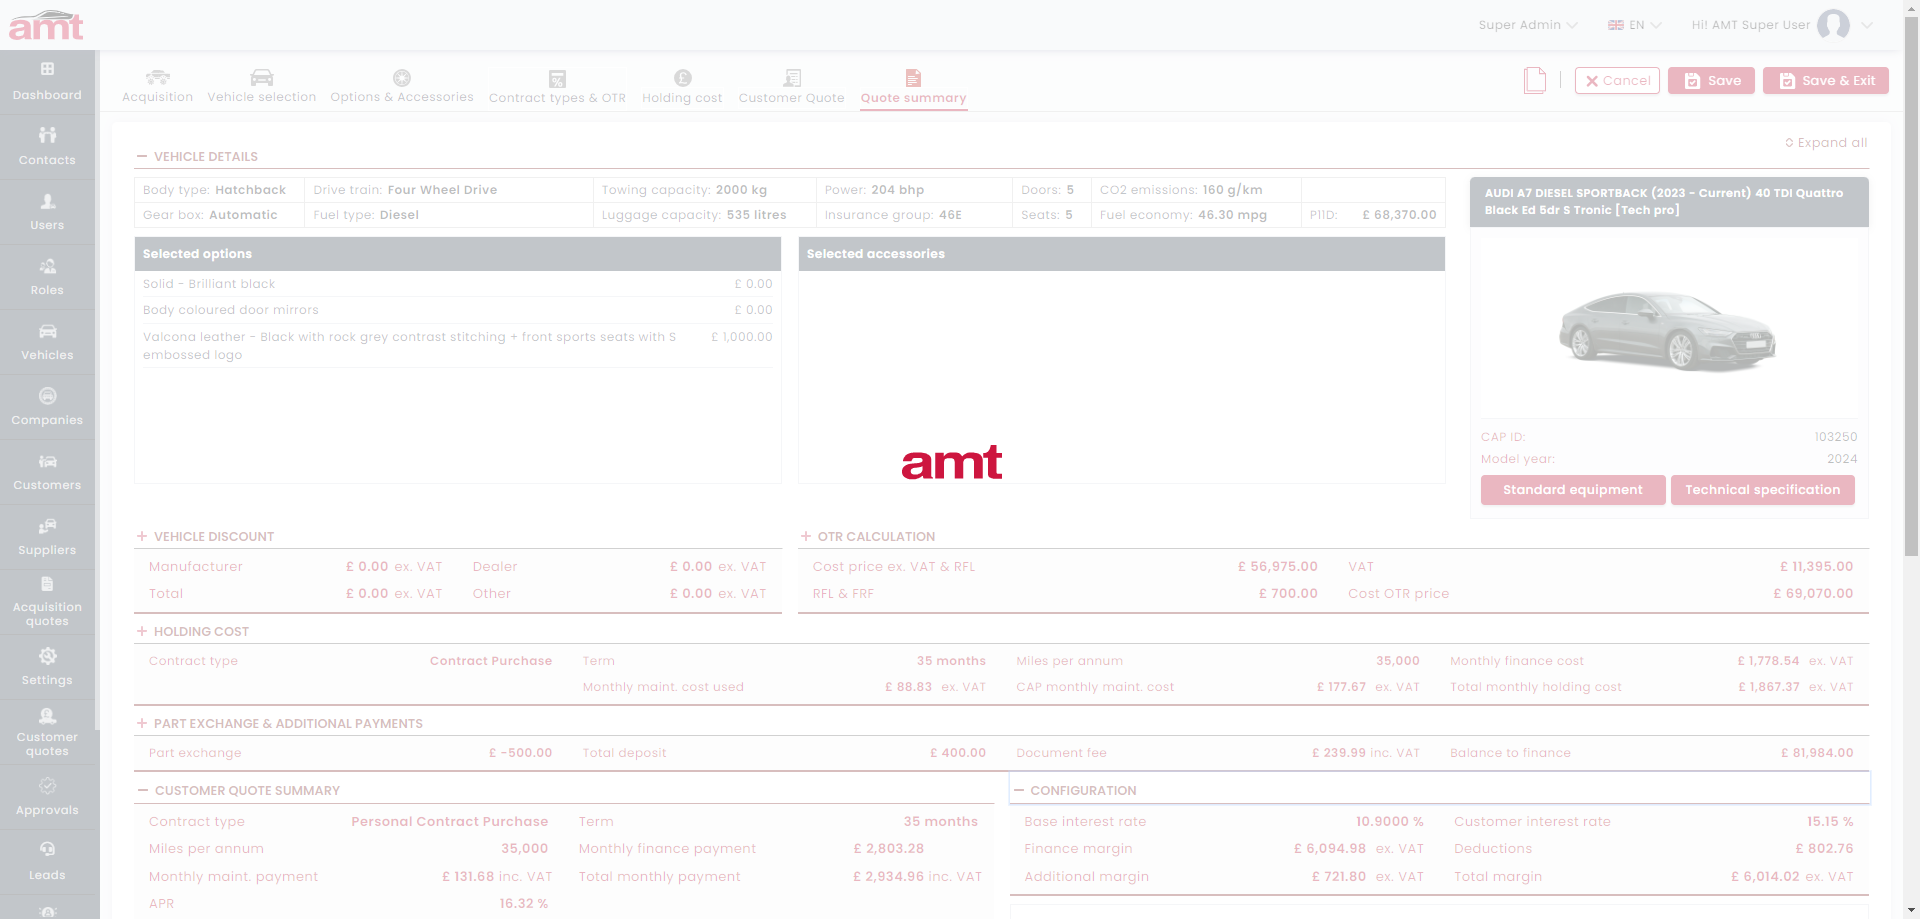 amt
Super Admin
EN
Hi! AMT Super User
Dashboard
Contacts
Users
Roles
Vehicles
Companies
Customers
Suppliers
Acquisition
quotes
Settings
Customer
quotes
Approvals
Leads
Acquisition
Vehicle selection
Options & Accessories
Contract types & OTR
Holding cost
Customer Quote
Quote summary
Cancel
Save
Save & Exit
Expand all
VEHICLE DETAILS
Body type: Hatchback
Drive train: Four Wheel Drive
Towing capacity: 2000 kg
Power: 204 bhp
Doors: 5
CO2 emissions: 160 g/km
Gear box: Automatic
Fuel type: Diesel
Luggage capacity: 535 litres
Insurance group: 46E
Seats: 5
Fuel economy: 46.30 mpg
P11D: £ 68,370.00
Selected options
Solid - Brilliant black £ 0.00
Body coloured door mirrors £ 0.00
Valcona leather - Black with rock grey contrast stitching + front sports seats with S £ 1,000.00
embossed logo
Selected accessories
amt
AUDI A7 DIESEL SPORTBACK (2023 - Current) 40 TDI Quattro
Black Ed 5dr S Tronic [Tech pro]
CAP ID: 103250
Model year: 2024
Standard equipment
Technical specification
VEHICLE DISCOUNT
Manufacturer £ 0.00 ex. VAT Dealer £ 0.00 ex. VAT
Total £ 0.00 ex. VAT Other £ 0.00 ex. VAT
OTR CALCULATION
Cost price ex. VAT & RFL £ 56,975.00 VAT £ 11,395.00
RFL & FRF £ 700.00 Cost OTR price £ 69,070.00
HOLDING COST
Contract type Contract Purchase Term 35 months Miles per annum 35,000 Monthly finance cost £ 1,778.54 ex. VAT
Monthly maint. cost used £ 88.83 ex. VAT CAP monthly maint. cost £ 177.67 ex. VAT Total monthly holding cost £ 1,867.37 ex. VAT
PART EXCHANGE & ADDITIONAL PAYMENTS
Part exchange £ -500.00 Total deposit £ 400.00 Document fee £ 239.99 inc. VAT Balance to finance £ 81,984.00
CUSTOMER QUOTE SUMMARY
Contract type Personal Contract Purchase Term 35 months
Miles per annum 35,000 Monthly finance payment £ 2,803.28
Monthly maint. payment £ 131.68 inc. VAT Total monthly payment £ 2,934.96 inc. VAT
APR 16.32 %
CONFIGURATION
Base interest rate 10.9000 % Customer interest rate 15.15 %
Finance margin £ 6,094.98 ex. VAT Deductions £ 802.76
Additional margin £ 721.80 ex. VAT Total margin £ 6,014.02 ex. VAT